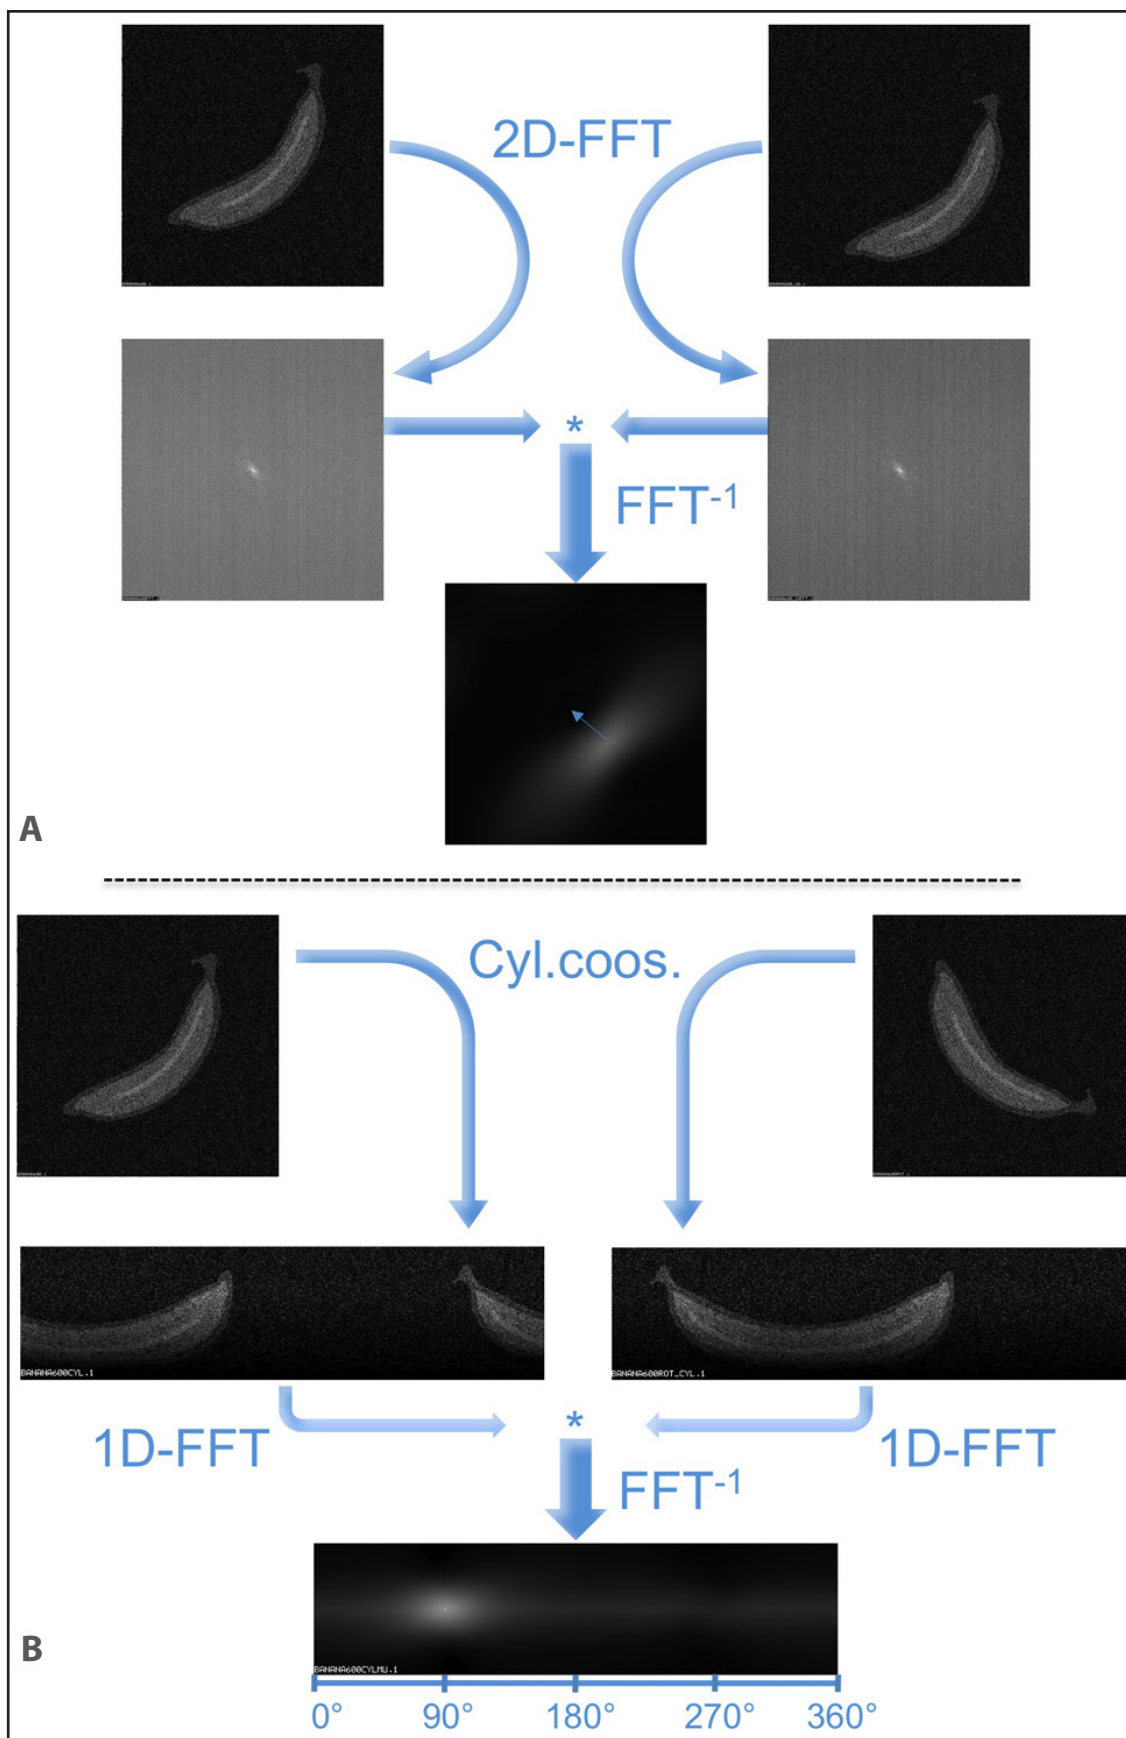 2D-FFT
*
FFT-1
A
Cyl.coos.
BANANA600CYL.1
BANANA600ROT_CYL.1
*
1D-FFT
1D-FFT
FFT-1
B
BANANA600CYLMU.1
0° 90° 180° 270° 360°